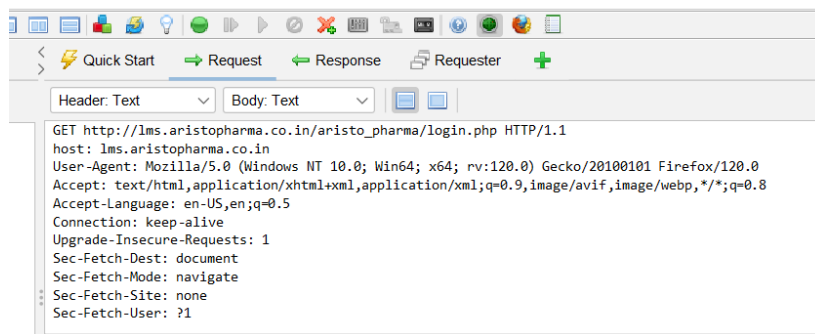 Quick Start
Request
Response
Requester
Header: Text
Body: Text
GET http://lms.aristopharma.co.in/aristo_pharma/login.php HTTP/1.1
host: lms.aristopharma.co.in
User-Agent: Mozilla/5.0 (Windows NT 10.0; Win64; x64; rv:120.0) Gecko/20100101 Firefox/120.0
Accept: text/html,application/xhtml+xml,application/xml;q=0.9,image/avif,image/webp,*/*;q=0.8
Accept-Language: en-US,en;q=0.5
Connection: keep-alive
Upgrade-Insecure-Requests: 1
Sec-Fetch-Dest: document
Sec-Fetch-Mode: navigate
Sec-Fetch-Site: none
Sec-Fetch-User: ?1